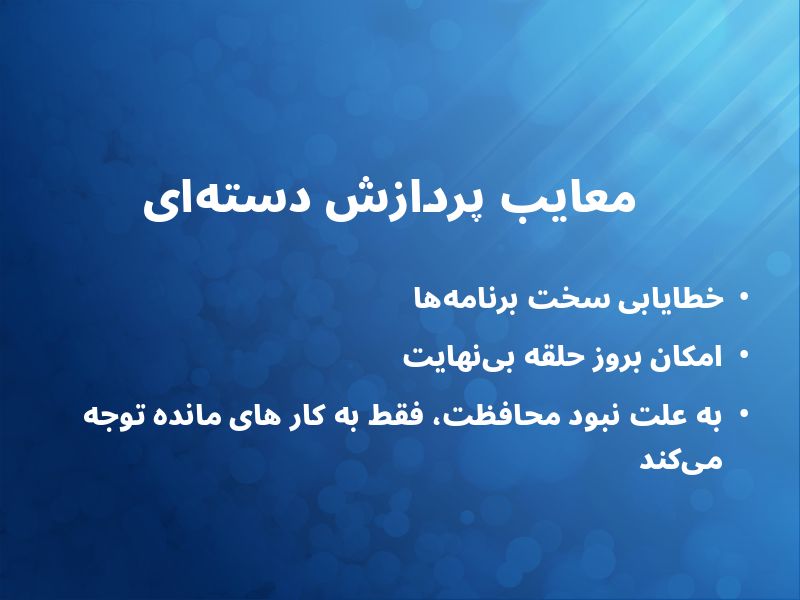 معایب پردازش دسته‌ای
• خطایابی سخت برنامه‌ها
• امکان بروز حلقه بی‌نهایت
• به علت نبود محافظت، فقط به کار های مانده توجه
می‌کند